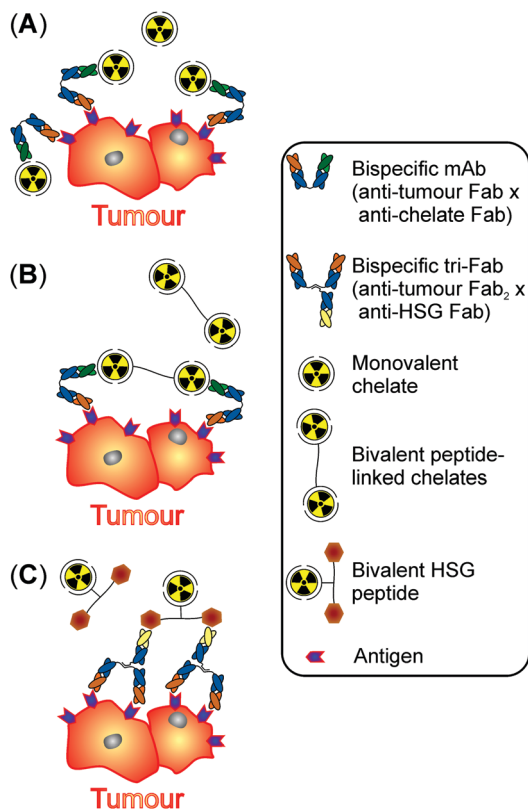 (A)
Tumour
(B)
Tumour
(C)
Tumour
Bispecific mAb
(anti-tumour Fab x
anti-chelate Fab)
Bispecific tri-Fab
(anti-tumour Fab₂ x
anti-HSG Fab)
Monovalent
chelate
Bivalent peptide-
linked chelates
Bivalent HSG
peptide
Antigen